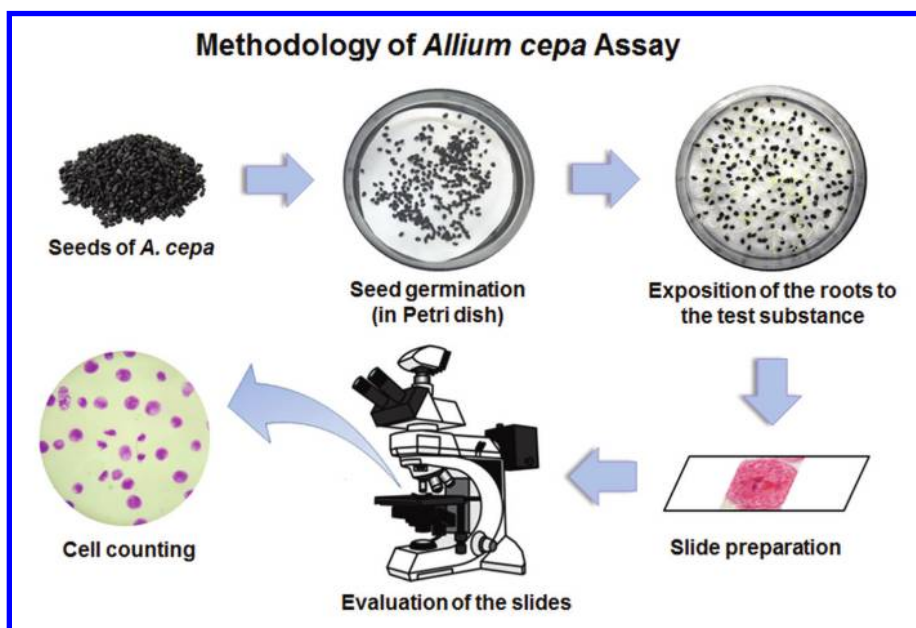 Methodology of Allium cepa Assay
Seeds of A. cepa
Seed germination
(in Petri dish)
Exposition of the roots to
the test substance
Slide preparation
Evaluation of the slides
Cell counting